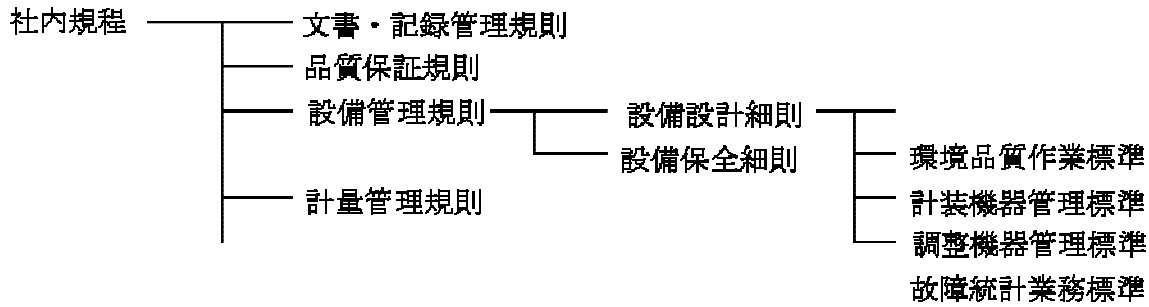 社内規程
文書・記録管理規則
品質保証規則
設備管理規則
設備設計細則
設備保全細則
環境品質作業標準
計量管理規則
計装機器管理標準
調整機器管理標準
故障統計業務標準